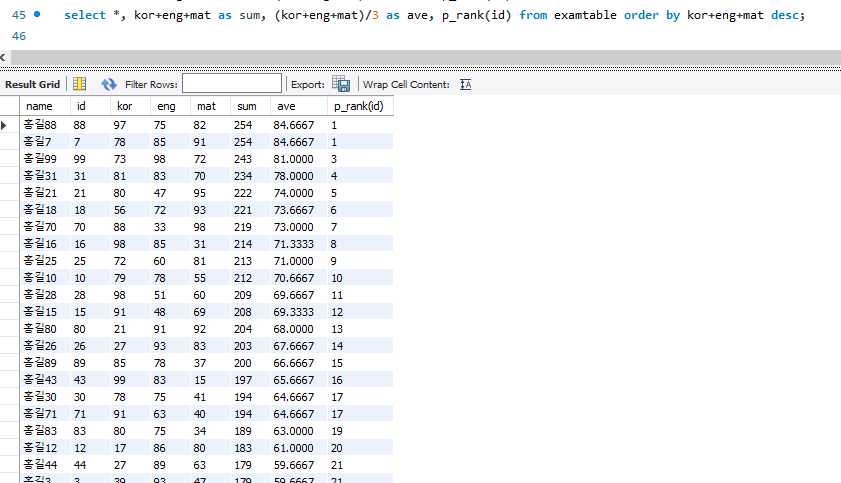 45 select *, kor+eng+mat as sum, (kor+eng+mat)/3 as ave, p_rank(id) from examtable order by kor+eng+mat desc;
46
Result Grid Filter Rows: Export: Wrap Cell Content:
name id kor eng mat sum ave p_rank(id)
홍길88 88 97 75 82 254 84.6667 1
홍길7 7 78 85 91 254 84.6667 1
홍길99 99 73 98 72 243 81.0000 3
홍길31 31 81 83 70 234 78.0000 4
홍길21 21 80 47 95 222 74.0000 5
홍길18 18 56 72 93 221 73.6667 6
홍길70 70 88 33 98 219 73.0000 7
홍길16 16 98 85 31 214 71.3333 8
홍길25 25 72 60 81 213 71.0000 9
홍길10 10 79 78 55 212 70.6667 10
홍길28 28 98 51 60 209 69.6667 11
홍길15 15 91 48 69 208 69.3333 12
홍길80 80 21 91 92 204 68.0000 13
홍길26 26 27 93 83 203 67.6667 14
홍길89 89 85 78 37 200 66.6667 15
홍길43 43 99 83 15 197 65.6667 16
홍길30 30 78 75 41 194 64.6667 17
홍길71 71 91 63 40 194 64.6667 17
홍길83 83 80 75 34 189 63.0000 19
홍길12 12 17 86 80 183 61.0000 20
홍길44 44 27 89 63 179 59.6667 21
홍길3 3 39 93 47 179 59.6667 21